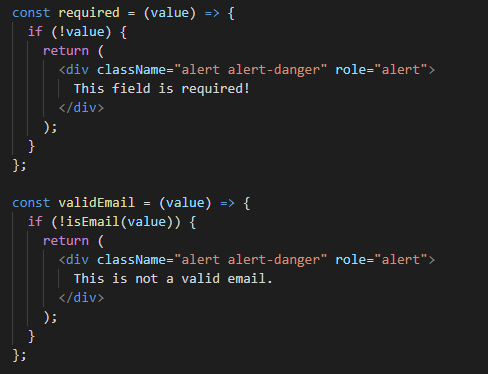 const required = (value) => {
  if (!value) {
    return (
      <div className="alert alert-danger" role="alert">
        This field is required!
      </div>
    );
  }
};

const validEmail = (value) => {
  if (!isEmail(value)) {
    return (
      <div className="alert alert-danger" role="alert">
        This is not a valid email.
      </div>
    );
  }
};